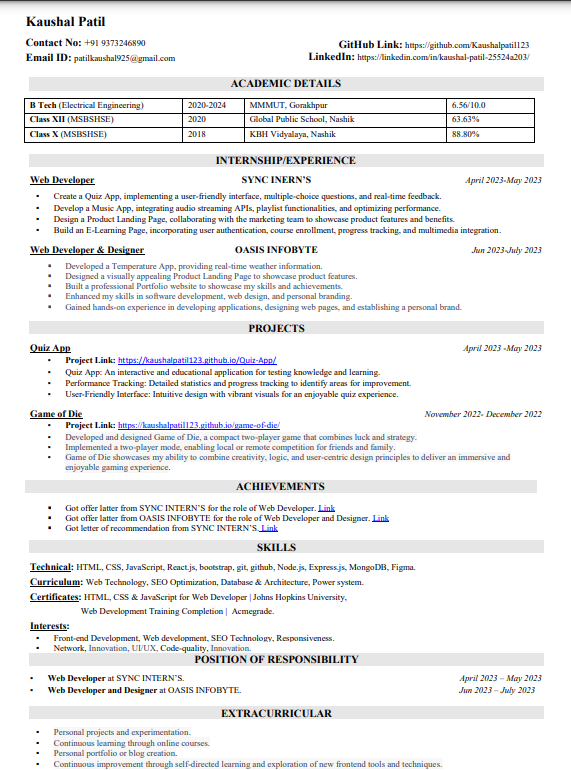 Kaushal Patil
Contact No: +91 9373246890
GitHub Link: https://github.com/Kaushalpatil123
Email ID: patilkaushal925@gmail.com
LinkedIn: https://linkedin.com/in/kaushal-patil-25524a203/
ACADEMIC DETAILS
B Tech (Electrical Engineering) 2020-2024 MMMUT, Gorakhpur 6.56/10.0
Class XII (MSBSHSE) 2020 Global Public School, Nashik 63.63%
Class X (MSBSHSE) 2018 KBH Vidyalaya, Nashik 88.80%
INTERNSHIP/EXPERIENCE
Web Developer SYNC INERN'S April 2023-May 2023
• Create a Quiz App, implementing a user-friendly interface, multiple-choice questions, and real-time feedback.
• Develop a Music App, integrating audio streaming APIs, playlist functionalities, and optimizing performance.
• Design a Product Landing Page, collaborating with the marketing team to showcase product features and benefits.
• Build an E-Learning Page, incorporating user authentication, course enrollment, progress tracking, and multimedia integration.
Web Developer & Designer OASIS INFOBYTE Jun 2023-July 2023
▪ Developed a Temperature App, providing real-time weather information.
▪ Designed a visually appealing Product Landing Page to showcase product features.
▪ Built a professional Portfolio website to showcase my skills and achievements.
▪ Enhanced my skills in software development, web design, and personal branding.
▪ Gained hands-on experience in developing applications, designing web pages, and establishing a personal brand.
PROJECTS
Quiz App April 2023 -May 2023
• Project Link: https://kaushalpatil123.github.io/Quiz-App/
• Quiz App: An interactive and educational application for testing knowledge and learning.
• Performance Tracking: Detailed statistics and progress tracking to identify areas for improvement.
• User-Friendly Interface: Intuitive design with vibrant visuals for an enjoyable quiz experience.
Game of Die November 2022- December 2022
• Project Link: https://kaushalpatil123.github.io/game-of-die/
• Developed and designed Game of Die, a compact two-player game that combines luck and strategy.
• Implemented a two-player mode, enabling local or remote competition for friends and family.
• Game of Die showcases my ability to combine creativity, logic, and user-centric design principles to deliver an immersive and
enjoyable gaming experience.
ACHIEVEMENTS
▪ Got offer latter from SYNC INTERN'S for the role of Web Developer. Link
▪ Got offer latter from OASIS INFOBYTE for the role of Web Developer and Designer. Link
▪ Got letter of recommendation from SYNC INTERN'S. Link
SKILLS
Technical: HTML, CSS, JavaScript, React.js, bootstrap, git, github, Node.js, Express.js, MongoDB, Figma.
Curriculum: Web Technology, SEO Optimization, Database & Architecture, Power system.
Certificates: HTML, CSS & JavaScript for Web Developer | Johns Hopkins University,
Web Development Training Completion | Acmegrade.
Interests:
• Front-end Development, Web development, SEO Technology, Responsiveness.
• Network, Innovation, UI/UX, Code-quality, Innovation.
POSITION OF RESPONSIBILITY
• Web Developer at SYNC INTERN'S. April 2023 – May 2023
• Web Developer and Designer at OASIS INFOBYTE. Jun 2023 – July 2023
EXTRACURRICULAR
▪ Personal projects and experimentation.
▪ Continuous learning through online courses.
▪ Personal portfolio or blog creation.
▪ Continuous improvement through self-directed learning and exploration of new frontend tools and techniques.